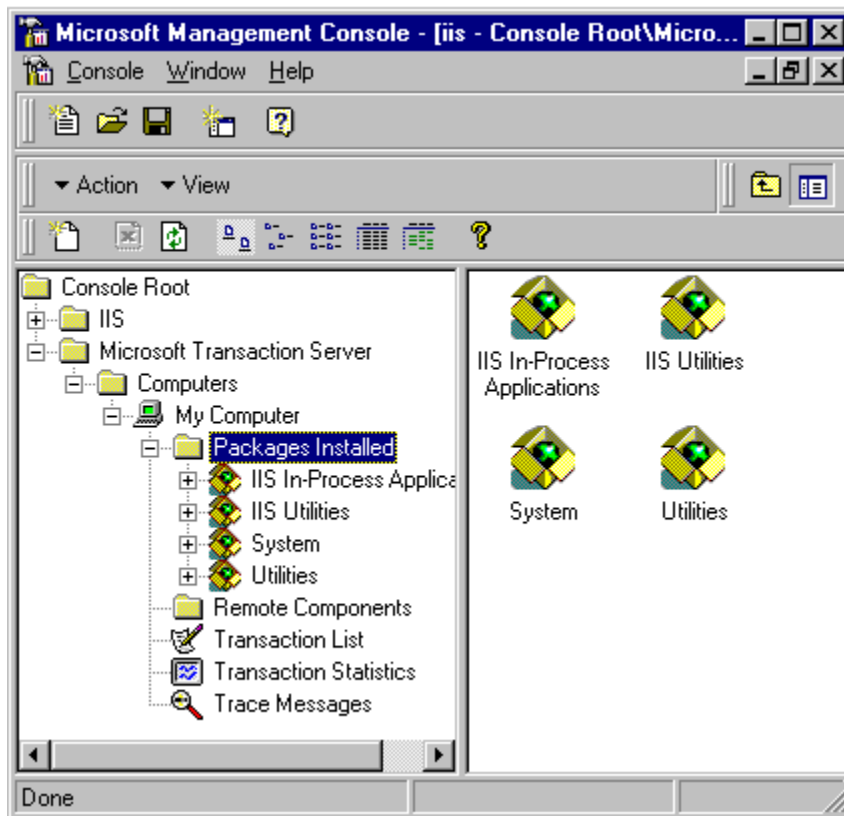 Microsoft Management Console - [iis - Console Root\Micro...
Console Window Help
Action View
Console Root
IIS
Microsoft Transaction Server
Computers
My Computer
Packages Installed
IIS In-Process Applica
IIS Utilities
System
Utilities
Remote Components
Transaction List
Transaction Statistics
Trace Messages
IIS In-Process
Applications
IIS Utilities
System
Utilities
Done